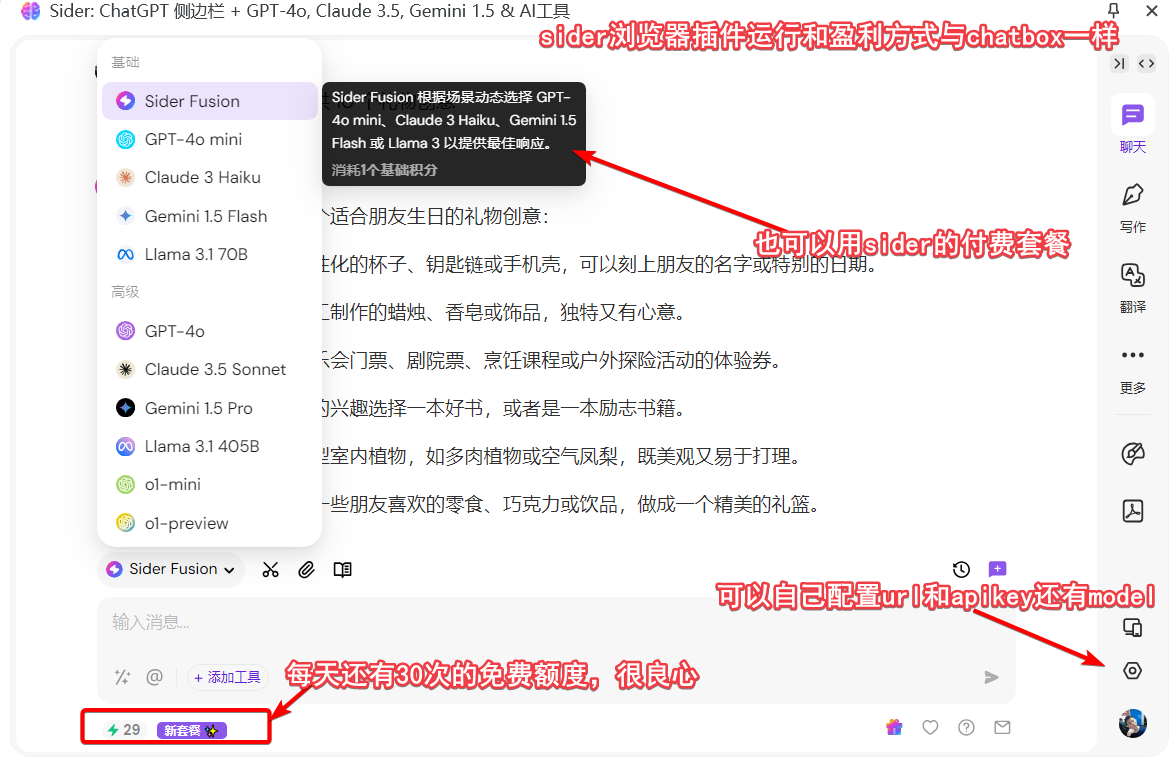 Sider: ChatGPT 侧边栏 + GPT-4o, Claude 3.5, Gemini 1.5 & AI工具
sider浏览器插件运行和盈利方式与chatbox一样
基础
Sider Fusion
GPT-4o mini
Claude 3 Haiku
Gemini 1.5 Flash
Llama 3.1 70B
高级
GPT-4o
Claude 3.5 Sonnet
Gemini 1.5 Pro
Llama 3.1 405B
o1-mini
o1-preview
Sider Fusion 根据场景动态选择 GPT-
4o mini、Claude 3 Haiku、Gemini 1.5
Flash 或 Llama 3 以提供最佳响应。
消耗1个基础积分
也可以用sider的付费套餐
适合朋友生日的礼物创意：
性化的杯子、钥匙链或手机壳，可以刻上朋友的名字或特别的日期。
工制作的蜡烛、香皂或饰品，独特又有心意。
乐会门票、剧院票、烹饪课程或户外探险活动的体验券。
的兴趣选择一本好书，或者是一本励志书籍。
型室内植物，如多肉植物或空气凤梨，既美观又易于打理。
一些朋友喜欢的零食、巧克力或饮品，做成一个精美的礼篮。
聊天
写作
翻译
更多
Sider Fusion
可以自己配置url和apikey还有model
输入消息...
@
+ 添加工具
每天还有30次的免费额度，很良心
29
新套餐